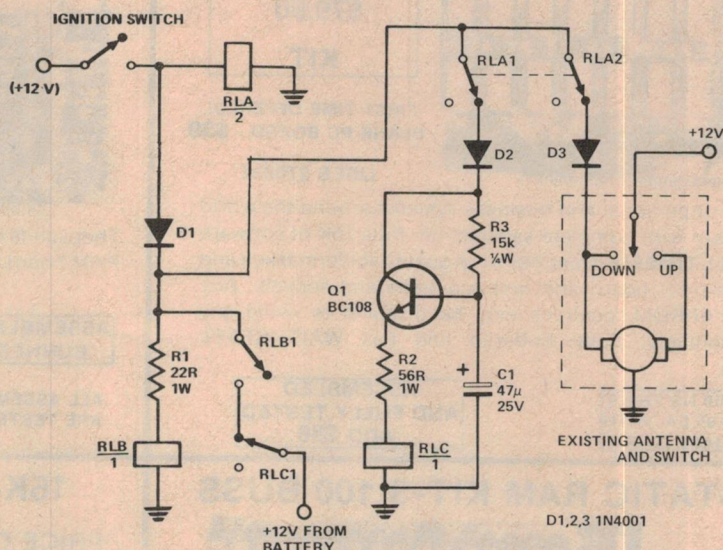 IGNITION SWITCH
(+12 V)
RLA
2
RLA1
RLA2
+12V
D2
D3
D1
R3
15k
¼W
DOWN
UP
Q1
BC108
R1
22R
1W
RLB1
R2
56R
1W
+
C1
47µ
25V
RLB
1
RLC1
RLC
1
EXISTING ANTENNA
AND SWITCH
+12V FROM
BATTERY
D1,2,3 1N4001